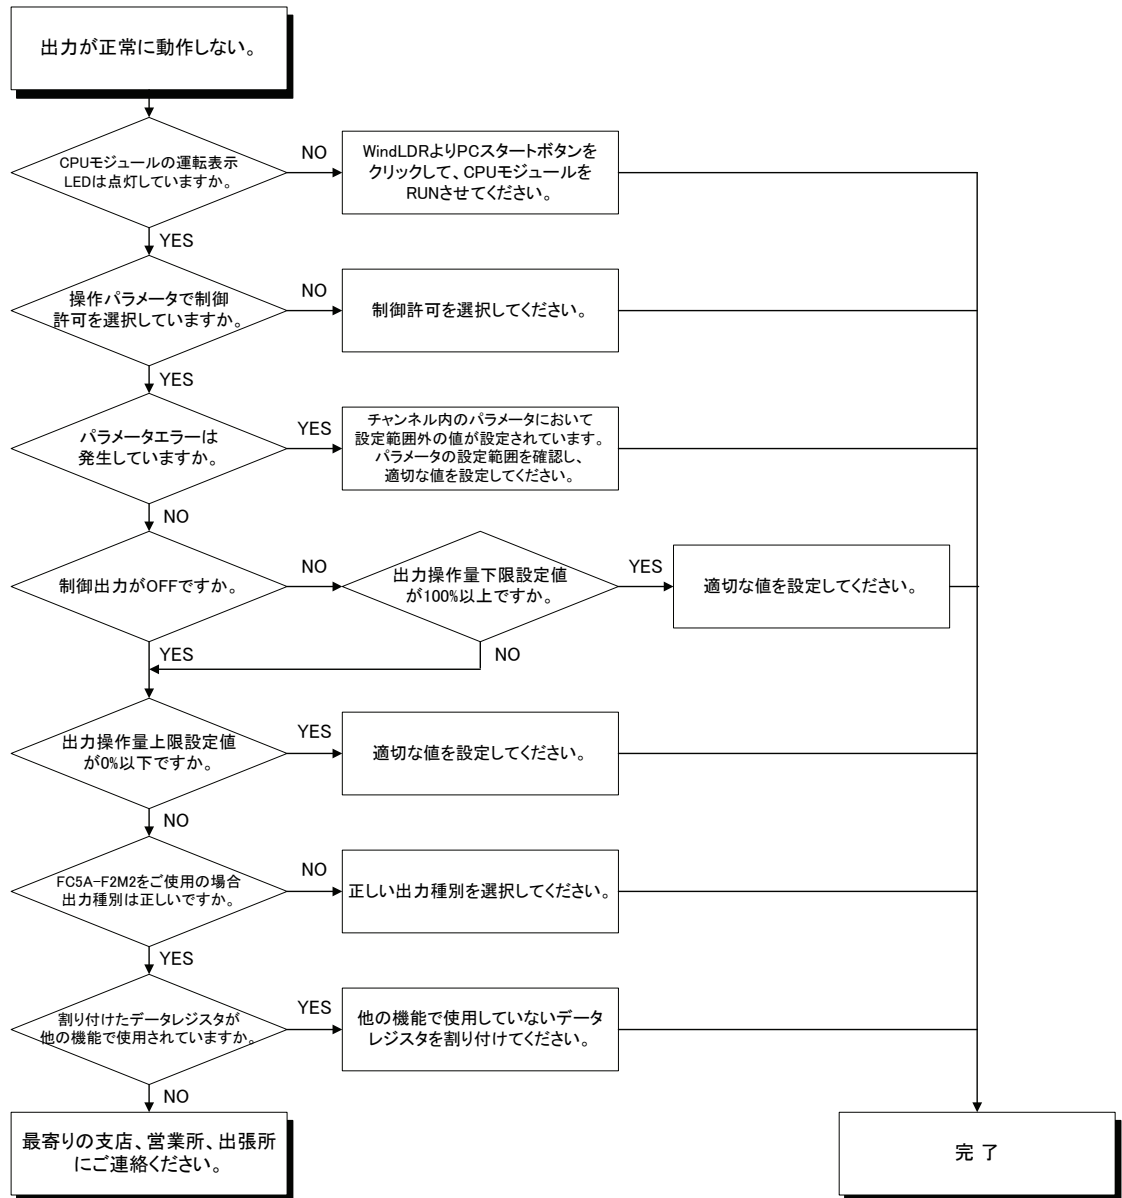 出力が正常に動作しない。
CPUモジュールの運転表示
LEDは点灯していますか。
NO
WindLDRよりPCスタートボタンを
クリックして、CPUモジュールを
RUNさせてください。
YES
操作パラメータで制御
許可を選択していますか。
NO
制御許可を選択してください。
YES
パラメータエラーは
発生していますか。
YES
チャンネル内のパラメータにおいて
設定範囲外の値が設定されています。
パラメータの設定範囲を確認し、
適切な値を設定してください。
NO
制御出力がOFFですか。
NO
出力操作量下限設定値
が100%以上ですか。
YES
適切な値を設定してください。
YES
NO
出力操作量上限設定値
が0%以下ですか。
YES
適切な値を設定してください。
NO
FC5A-F2M2をご使用の場合
出力種別は正しいですか。
NO
正しい出力種別を選択してください。
YES
割り付けたデータレジスタが
他の機能で使用されていますか。
YES
他の機能で使用していないデータ
レジスタを割り付けてください。
NO
最寄りの支店、営業所、出張所
にご連絡ください。
完 了